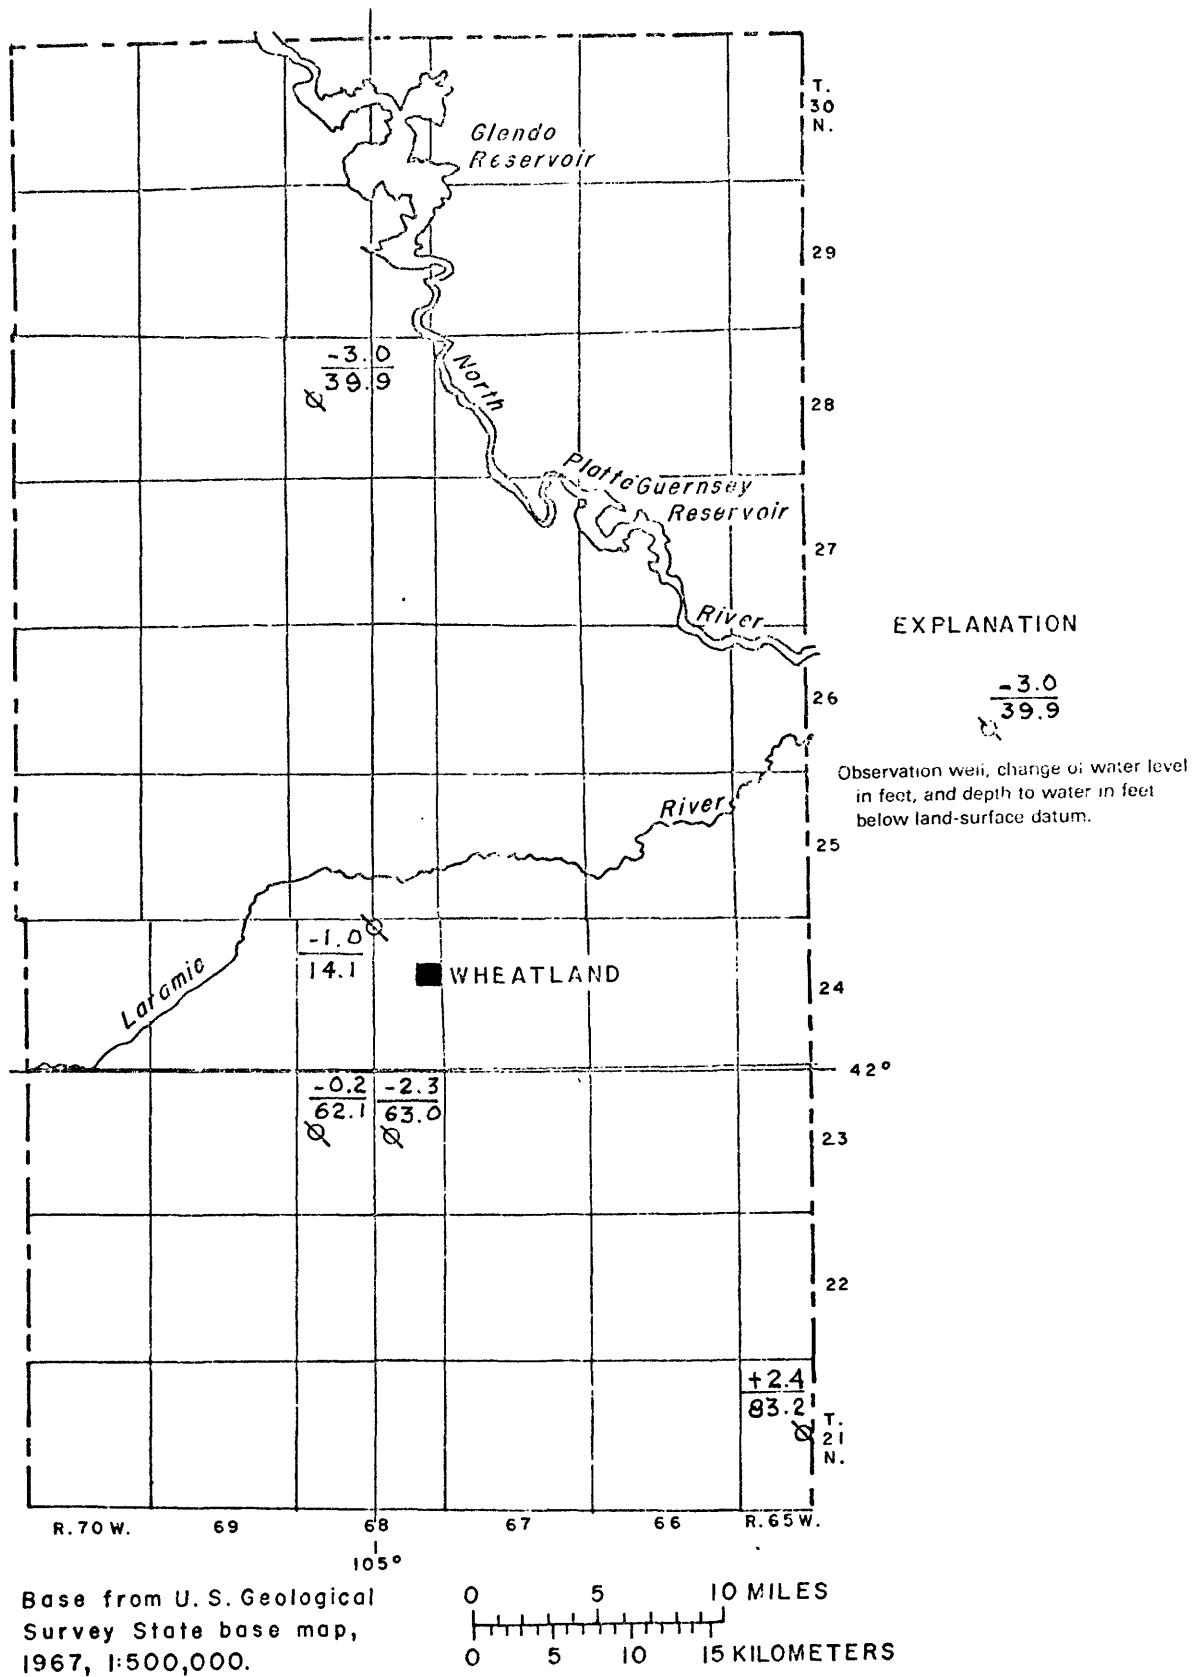 T.
30
N.
Glendo
Reservoir
29
-3.0
39.9
North
28
Platte
Guernsey
Reservoir
27
River
EXPLANATION
-3.0
39.9
26
Observation well, change of water level
in feet, and depth to water in feet
below land-surface datum.
River
25
-1.0
14.1
WHEATLAND
Laramie
24
42°
-0.2
62.1
-2.3
63.0
23
22
+2.4
83.2
T.
21
N.
R. 70 W. 69 68 67 66 R. 65 W.
105°
Base from U. S. Geological
Survey State base map,
1967, 1:500,000.
0 5 10 MILES
0 5 10 15 KILOMETERS